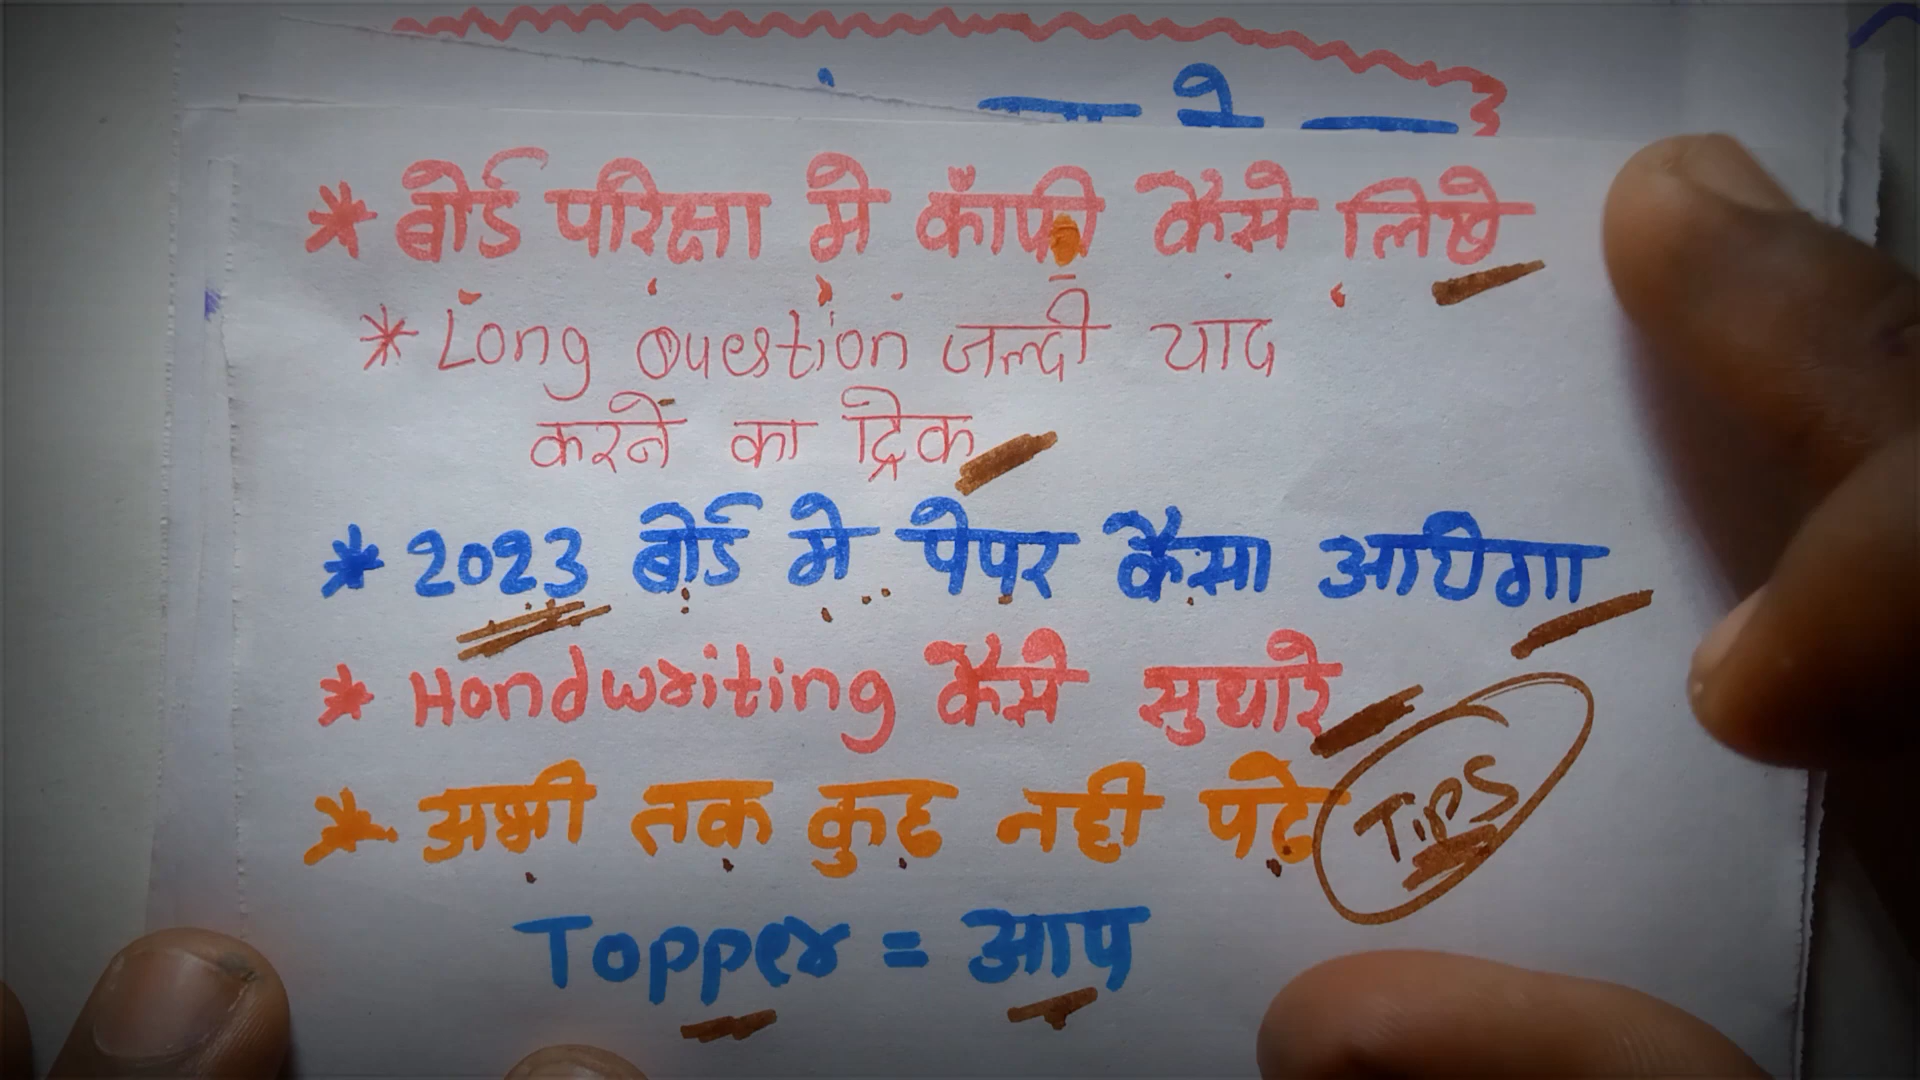 * बोर्ड परिक्षा मे कॉपी कैसे लिखे
* Long Question जल्दी याद
करने का ट्रिक
* 2023 बोर्ड मे पेपर कैसा आयेगा
* Handwriting कैसे सुधारे
* अभी तक कुछ नही पढे
TiPS
Topper = आप